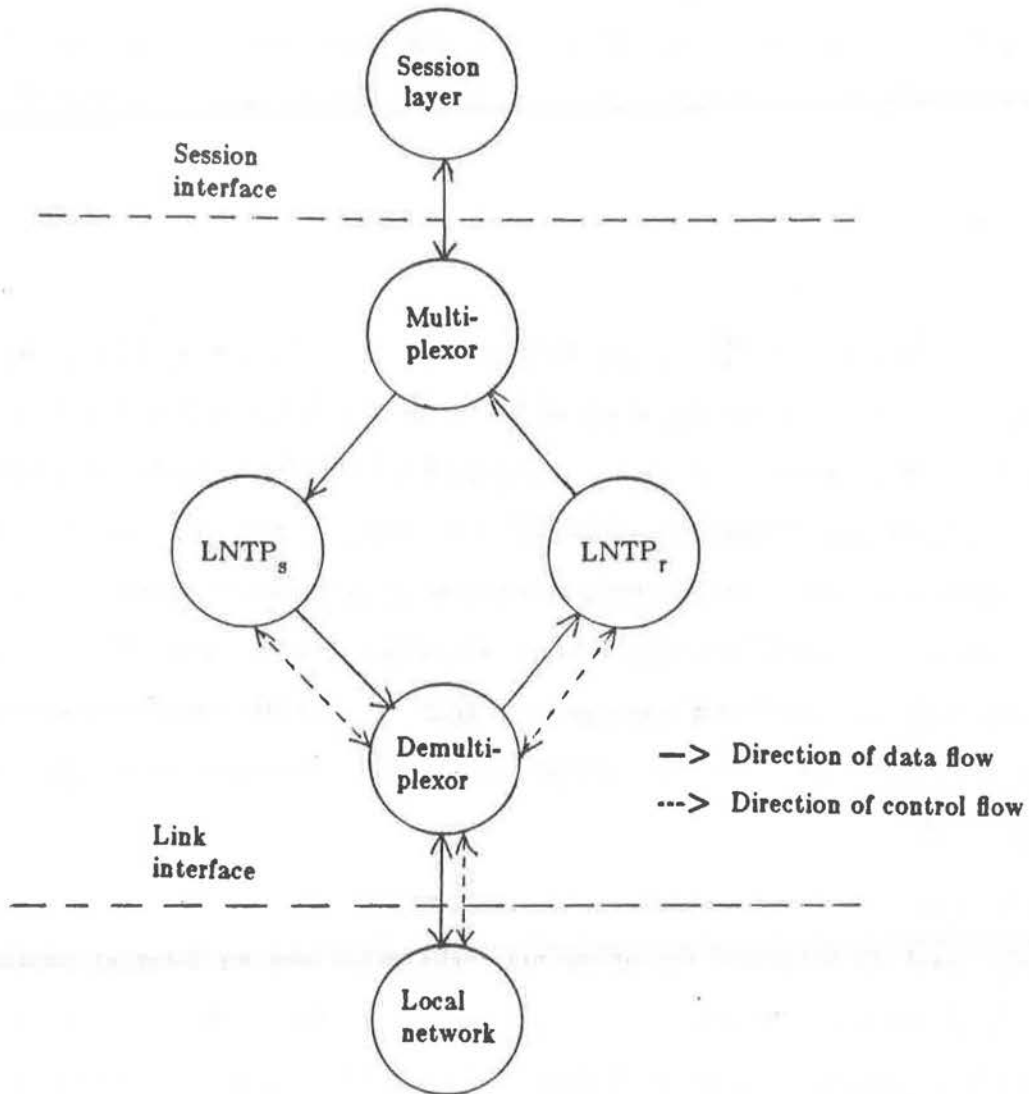 Session
layer
Session
interface
Multi-
plexor
LNTPₛ
LNTPᵣ
Demulti-
plexor
—> Direction of data flow
---> Direction of control flow
Link
interface
Local
network